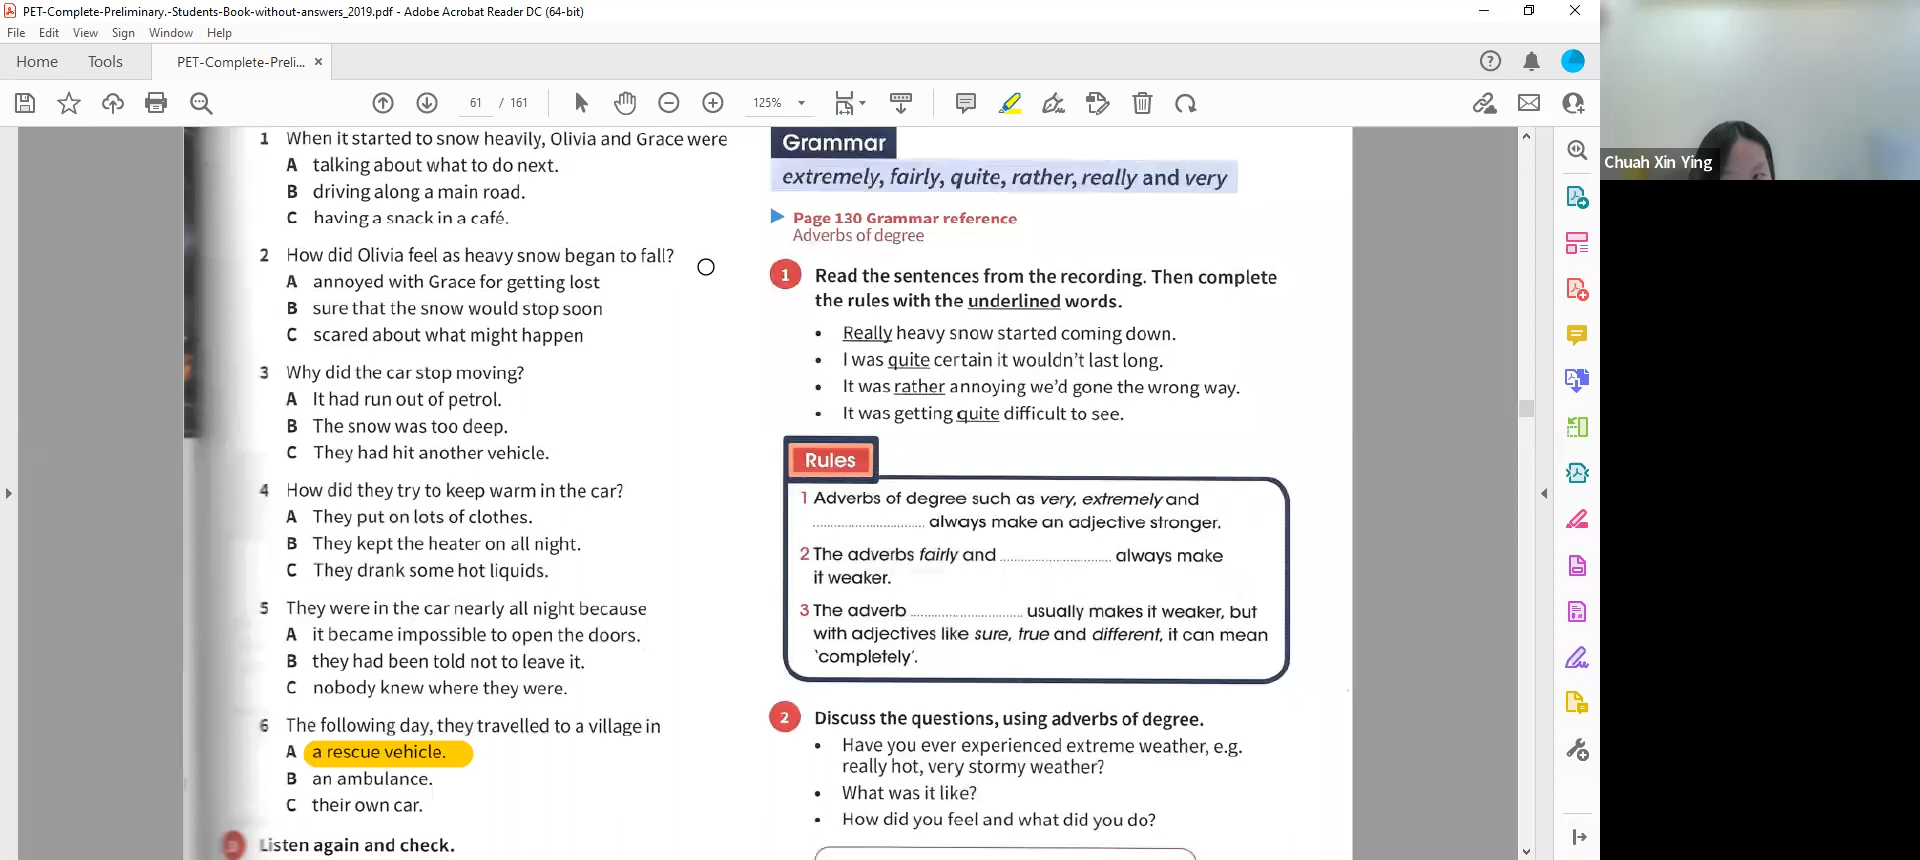 PET-Complete-Preliminary.-Students-Book-without-answers_2019.pdf - Adobe Acrobat Reader DC (64-bit)
File Edit View Sign Window Help
Home Tools PET-Complete-Preli... ×
61 / 161 125%
1 When it started to snow heavily, Olivia and Grace were
A talking about what to do next.
B driving along a main road.
C having a snack in a café.
2 How did Olivia feel as heavy snow began to fall?
A annoyed with Grace for getting lost
B sure that the snow would stop soon
C scared about what might happen
3 Why did the car stop moving?
A It had run out of petrol.
B The snow was too deep.
C They had hit another vehicle.
4 How did they try to keep warm in the car?
A They put on lots of clothes.
B They kept the heater on all night.
C They drank some hot liquids.
5 They were in the car nearly all night because
A it became impossible to open the doors.
B they had been told not to leave it.
C nobody knew where they were.
6 The following day, they travelled to a village in
A a rescue vehicle.
B an ambulance.
C their own car.
3 Listen again and check.
Grammar
extremely, fairly, quite, rather, really and very
Page 130 Grammar reference
Adverbs of degree
1 Read the sentences from the recording. Then complete
the rules with the underlined words.
• Really heavy snow started coming down.
• I was quite certain it wouldn't last long.
• It was rather annoying we'd gone the wrong way.
• It was getting quite difficult to see.
Rules
1 Adverbs of degree such as very, extremely and
........................... always make an adjective stronger.
2 The adverbs fairly and ........................... always make
it weaker.
3 The adverb ........................... usually makes it weaker, but
with adjectives like sure, true and different, it can mean
'completely'.
2 Discuss the questions, using adverbs of degree.
• Have you ever experienced extreme weather, e.g.
really hot, very stormy weather?
• What was it like?
• How did you feel and what did you do?
Chuah Xin Ying